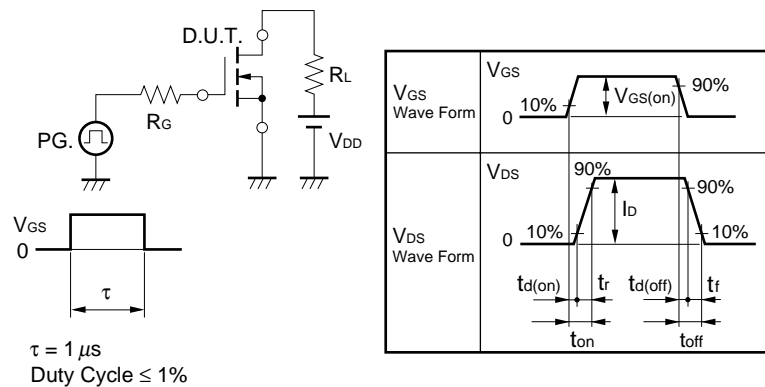 D.U.T.
RL
RG
PG.
VDD
VGS
0
τ
τ = 1 μs
Duty Cycle ≤ 1%
VGS
Wave Form
VGS
10%
0
VGS(on)
90%
VDS
Wave Form
VDS
90%
90%
ID
10%
0
10%
td(on)
tr
td(off)
tf
ton
toff